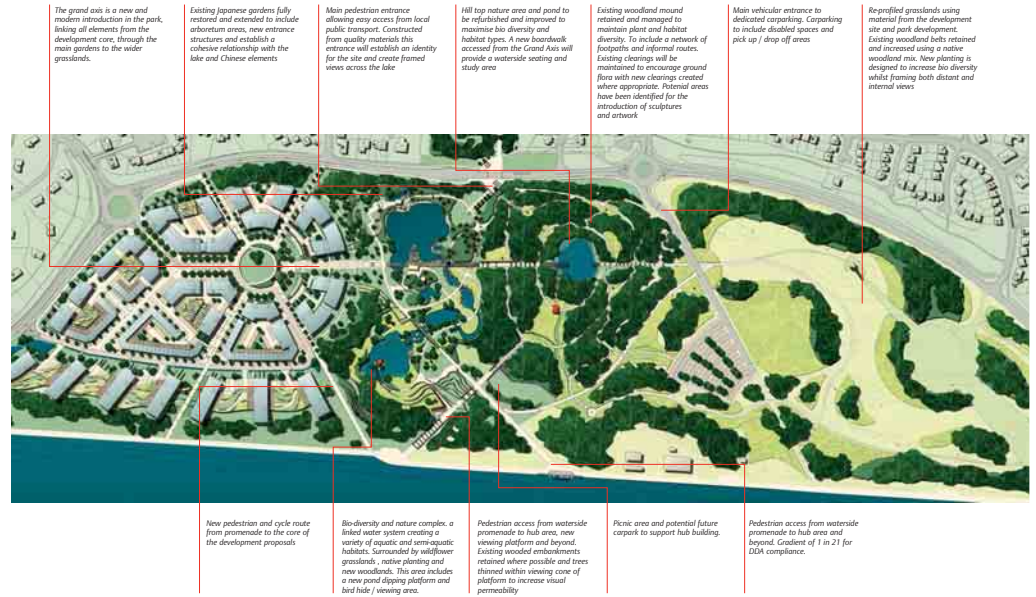 The grand axis is a new and
modern introduction in the park,
linking all elements from the
development core, through the
main gardens to the wider
grasslands.
Existing Japanese gardens fully
restored and extended to include
arboretum areas, new entrance
structures and establish a
cohesive relationship with the
lake and Chinese elements
Main pedestrian entrance
allowing easy access from local
public transport. Constructed
from quality materials this
entrance will establish an identity
for the site and create framed
views across the lake
Hill top nature area and pond to
be refurbished and improved to
maximise bio diversity and
habitat types. A new boardwalk
accessed from the Grand Axis will
provide a waterside seating and
study area
Existing woodland mound
retained and managed to
maintain plant and habitat
diversity. To include a network of
footpaths and informal routes.
Existing clearings will be
maintained to encourage ground
flora with new clearings created
where appropriate. Potenial areas
have been identified for the
introduction of sculptures
and artwork
Main vehicular entrance to
dedicated carparking. Carparking
to include disabled spaces and
pick up / drop off areas
Re-profiled grasslands using
material from the development
site and park development.
Existing woodland belts retained
and increased using a native
woodland mix. New planting is
designed to increase bio diversity
whilst framing both distant and
internal views
New pedestrian and cycle route
from promenade to the core of
the development proposals
Bio-diversity and nature complex. a
linked water system creating a
variety of aquatic and semi-aquatic
habitats. Surrounded by wildflower
grasslands , native planting and
new woodlands. This area includes
a new pond dipping platform and
bird hide / viewing area.
Pedestrian access from waterside
promenade to hub area, new
viewing platform and beyond.
Existing wooded embankments
retained where possible and trees
thinned within viewing cone of
platform to increase visual
permeability
Picnic area and potential future
carpark to support hub building.
Pedestrian access from waterside
promenade to hub area and
beyond. Gradient of 1 in 21 for
DDA compliance.